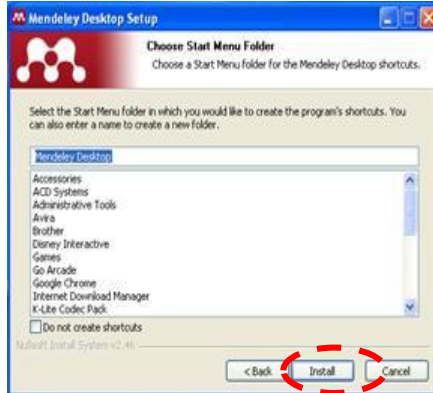 Mendeley Desktop Setup
Choose Start Menu Folder
Choose a Start Menu folder for the Mendeley Desktop shortcuts.
Select the Start Menu folder in which you would like to create the program's shortcuts. You
can also enter a name to create a new folder.
Mendeley Desktop
Accessories
ACD Systems
Administrative Tools
Avira
Brother
Disney Interactive
Games
Go Arcade
Google Chrome
Internet Download Manager
K-Lite Codec Pack
Do not create shortcuts
Nullsoft Install System v2.46
< Back
Install
Cancel